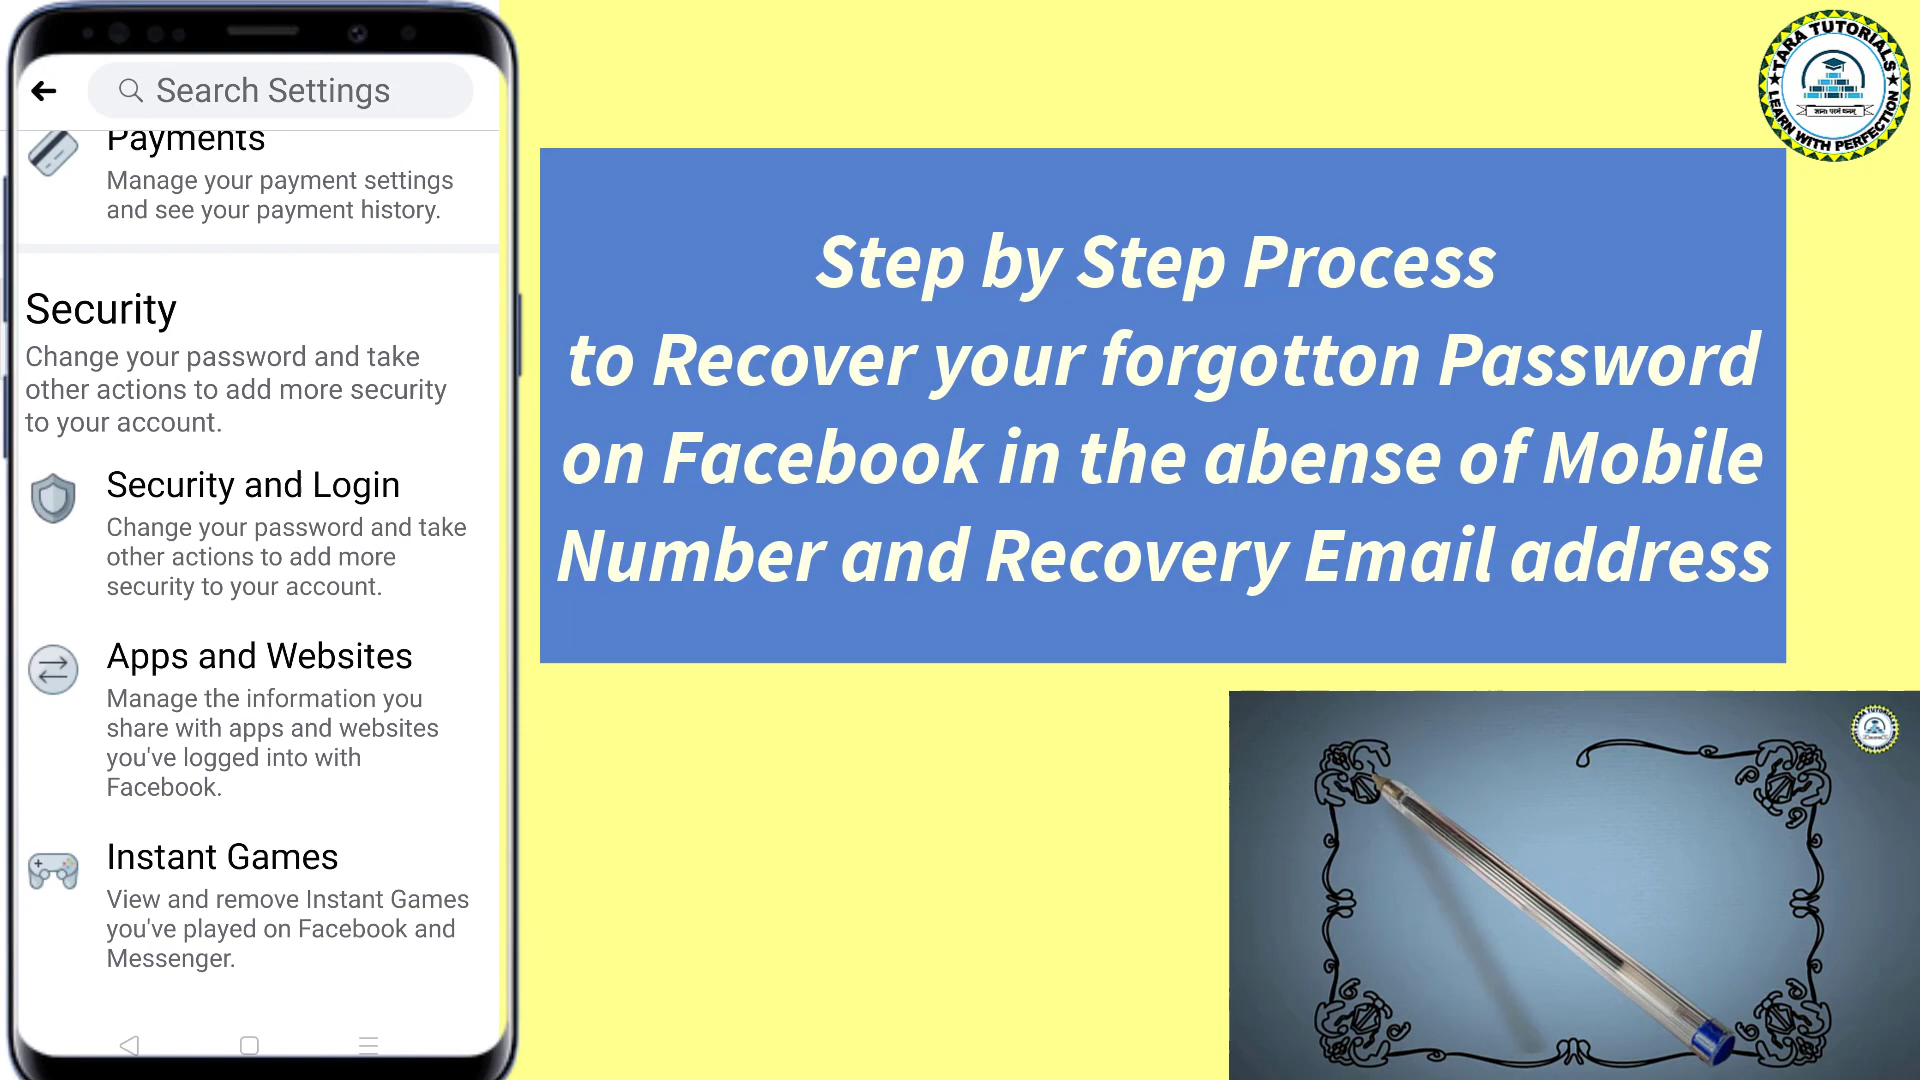 Search Settings
Payments
Manage your payment settings
and see your payment history.
Security
Change your password and take
other actions to add more security
to your account.
Security and Login
Change your password and take
other actions to add more
security to your account.
Apps and Websites
Manage the information you
share with apps and websites
you've logged into with
Facebook.
Instant Games
View and remove Instant Games
you've played on Facebook and
Messenger.
Step by Step Process
to Recover your forgotton Password
on Facebook in the abense of Mobile
Number and Recovery Email address
TARA TUTORIALS
LEARN WITH PERFECTION